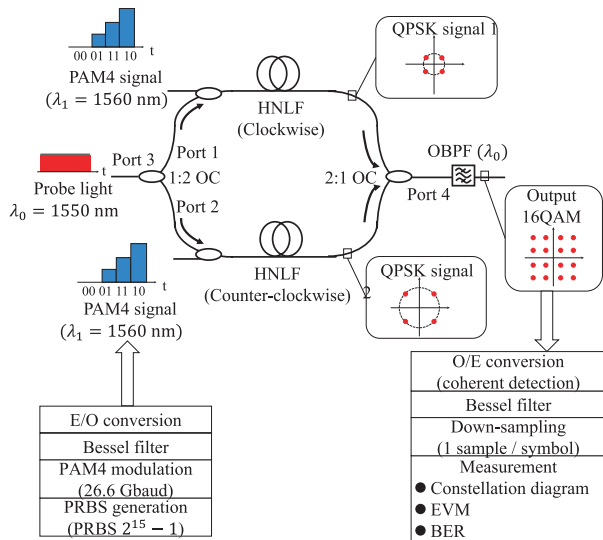 00 01 11 10 t
PAM4 signal
(λ₁ = 1560 nm)
HNLF
(Clockwise)
QPSK signal 1
Port 3
Port 1
t
1:2 OC
Probe light
λ₀ = 1550 nm
Port 2
2:1 OC
OBPF (λ₀)
Port 4
Output
16QAM
00 01 11 10 t
PAM4 signal
(λ₁ = 1560 nm)
HNLF
(Counter-clockwise)
QPSK signal
2
E/O conversion
Bessel filter
PAM4 modulation
(26.6 Gbaud)
PRBS generation
(PRBS 2¹⁵ − 1)
O/E conversion
(coherent detection)
Bessel filter
Down-sampling
(1 sample / symbol)
Measurement
● Constellation diagram
● EVM
● BER